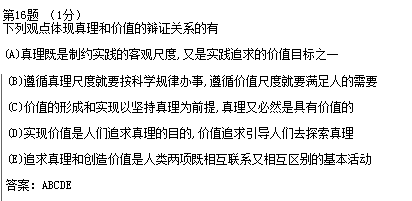 第16题 （1分）
下列观点体现真理和价值的辩证关系的有
(A)真理既是制约实践的客观尺度,又是实践追求的价值目标之一
(B)遵循真理尺度就要按科学规律办事,遵循价值尺度就要满足人的需要
(C)价值的形成和实现以坚持真理为前提,真理又必然是具有价值的
(D)实现价值是人们追求真理的目的,价值追求引导人们去探索真理
(E)追求真理和创造价值是人类两项既相互联系又相互区别的基本活动
答案：ABCDE